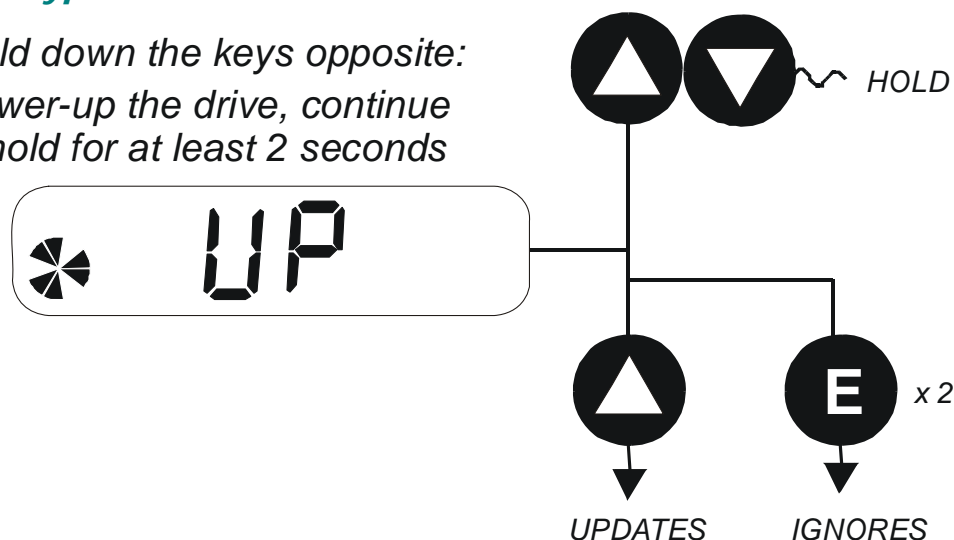 ld down the keys opposite:
wer-up the drive, continue
hold for at least 2 seconds
HOLD
UP
E
x 2
UPDATES
IGNORES